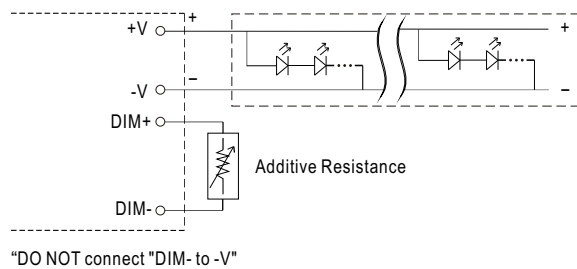 +V
+
+
-V
−
−
DIM+
Additive Resistance
DIM-
“DO NOT connect "DIM- to -V"